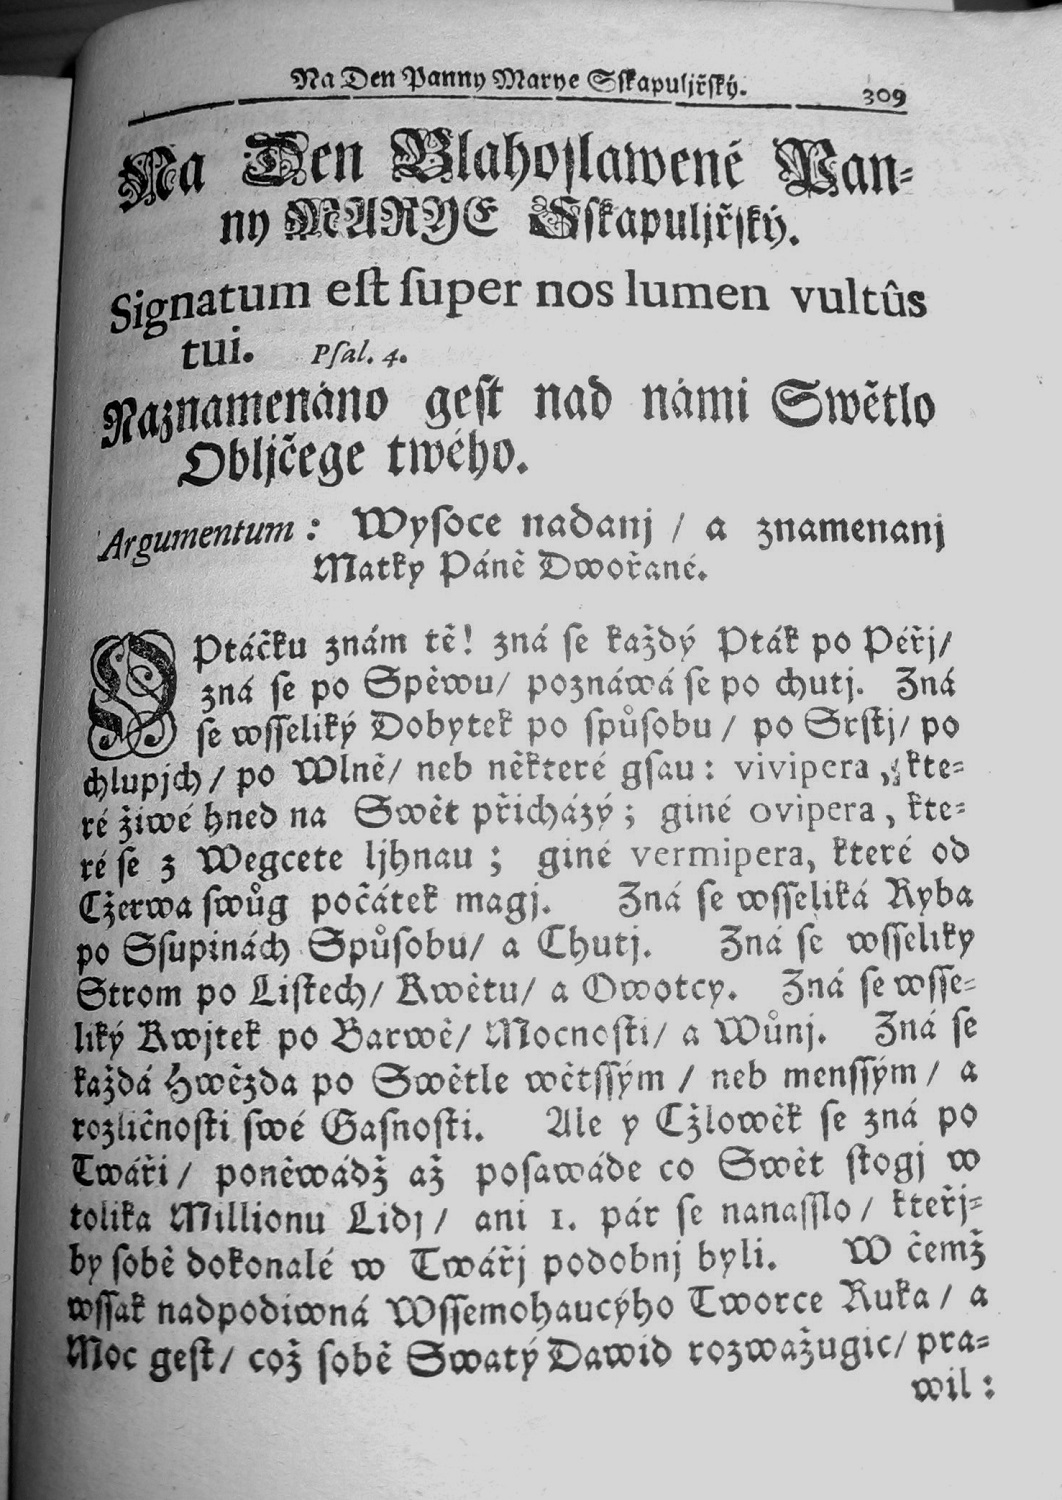 Na Den Panny Marye Sskapuljřský. 309
Na Den Blahoslawené Pan-
ny MARYE Sskapuljřský.
Signatum est super nos lumen vultûs
tui. Psal. 4.
Naznamenáno gest nad námi Swětlo
Obljčege twého.
Argumentum: Wysoce nadanj / a znamenanj
Matky Páně Dwořané.
O Ptáčku znám tě! zná se každý Pták po Péřj/
zná se po Spěwu/ poznáwá se po chutj. Zná
se wsseliký Dobytek po spůsobu / po Srstj/ po
chlupjch / po Wlně/ neb některé gsau: vivipera, kte-
ré žiwé hned na Swět přicházý; giné ovipera, kte-
ré se z Wegcete ljhnau; giné vermipera, které od
Cžerwa swůg počátek magj. Zná se wsseliká Ryba
po Ssupinách Spůsobu/ a Chutj. Zná se wsseliky
Strom po Listech/ Kwětu/ a Owotcy. Zná se wsse-
liký Kwjtek po Barwě/ Mocnosti/ a Wůnj. Zná se
každá Hwězda po Swětle wětssým / neb menssým / a
rozličnosti swé Gasnosti. Ale y Cžlowěk se zná po
Twáři/ poněwádž až posawáde co Swět stogj w
tolika Millionu Lidj/ ani 1. pár se nanasslo/ kteřj-
by sobě dokonalé w Twářj podobnj byli. W čemž
wssak nadpodiwná Wssemohaucýho Tworce Ruka / a
Moc gest/ což sobě Swatý Dawid rozwažugic/ pra-
wil: